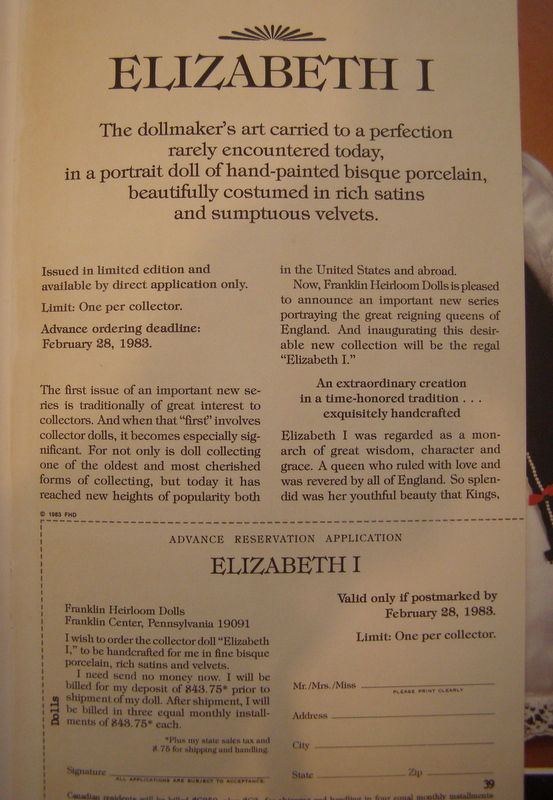 ELIZABETH I
The dollmaker's art carried to a perfection
rarely encountered today,
in a portrait doll of hand-painted bisque porcelain,
beautifully costumed in rich satins
and sumptuous velvets.
Issued in limited edition and
available by direct application only.
Limit: One per collector.
Advance ordering deadline:
February 28, 1983.
The first issue of an important new se-
ries is traditionally of great interest to
collectors. And when that "first" involves
collector dolls, it becomes especially sig-
nificant. For not only is doll collecting
one of the oldest and most cherished
forms of collecting, but today it has
reached new heights of popularity both
in the United States and abroad.
Now, Franklin Heirloom Dolls is pleased
to announce an important new series
portraying the great reigning queens of
England. And inaugurating this desir-
able new collection will be the regal
"Elizabeth I."
An extraordinary creation
in a time-honored tradition . . .
exquisitely handcrafted
Elizabeth I was regarded as a mon-
arch of great wisdom, character and
grace. A queen who ruled with love and
was revered by all of England. So splen-
did was her youthful beauty that Kings,
© 1983 FHD
ADVANCE RESERVATION APPLICATION
ELIZABETH I
Valid only if postmarked by
February 28, 1983.
Limit: One per collector.
Franklin Heirloom Dolls
Franklin Center, Pennsylvania 19091
I wish to order the collector doll "Elizabeth
I," to be handcrafted for me in fine bisque
porcelain, rich satins and velvets.
I need send no money now. I will be
billed for my deposit of $43.75* prior to
shipment of my doll. After shipment, I will
be billed in three equal monthly install-
ments of $43.75* each.
*Plus my state sales tax and
$.75 for shipping and handling.
Signature
ALL APPLICATIONS ARE SUBJECT TO ACCEPTANCE.
Mr./Mrs./Miss
PLEASE PRINT CLEARLY
Address
City
State Zip
39
Dolls
Canadian residents will be billed